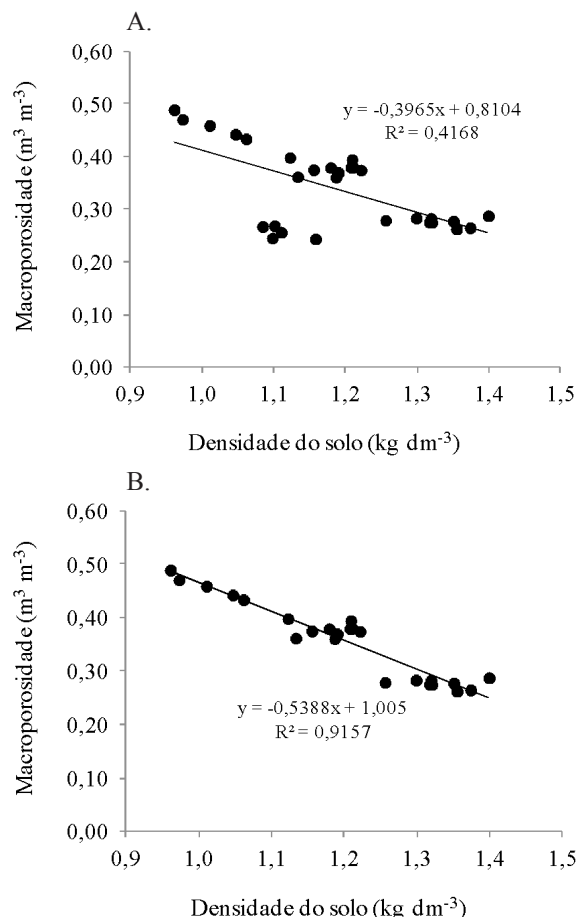 A.
0,60
0,50
0,40
0,30
0,20
0,10
0,00
Macroporosidade (m³ m⁻³)
y = -0,3965x + 0,8104
R² = 0,4168
0,9 1,0 1,1 1,2 1,3 1,4 1,5
Densidade do solo (kg dm⁻³)
B.
0,60
0,50
0,40
0,30
0,20
0,10
0,00
Macroporosidade (m³ m⁻³)
y = -0,5388x + 1,005
R² = 0,9157
0,9 1,0 1,1 1,2 1,3 1,4 1,5
Densidade do solo (kg dm⁻³)